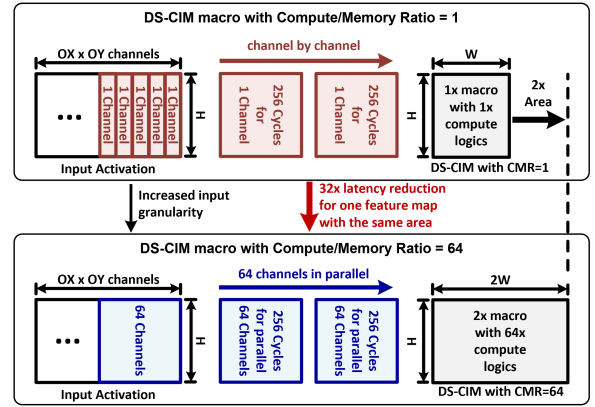 DS-CIM macro with Compute/Memory Ratio = 1
OX x OY channels
channel by channel
W
2x
Area
•••
1 Channel
1 Channel
1 Channel
1 Channel
1 Channel
H
256 Cycles
for
1 Channel
256 Cycles
for
1 Channel
H
1x macro
with 1x
compute
logics
Input Activation
DS-CIM with CMR=1
Increased input
granularity
32x latency reduction
for one feature map
with the same area
DS-CIM macro with Compute/Memory Ratio = 64
OX x OY channels
64 channels in parallel
2W
•••
64 Channels
H
256 Cycles
for parallel
64 Channels
256 Cycles
for parallel
64 Channels
H
2x macro
with 64x
compute
logics
Input Activation
DS-CIM with CMR=64